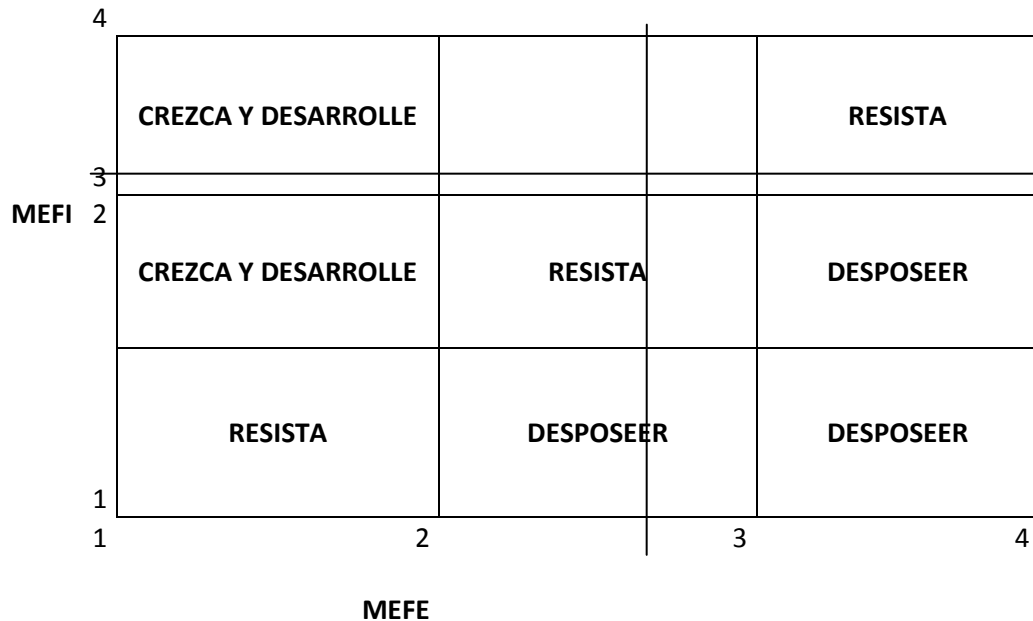 4
CREZCA Y DESARROLLE RESISTA
3
MEFI 2
CREZCA Y DESARROLLE RESISTA DESPOSEER
RESISTA DESPOSEER DESPOSEER
1
1 2 3 4
MEFE